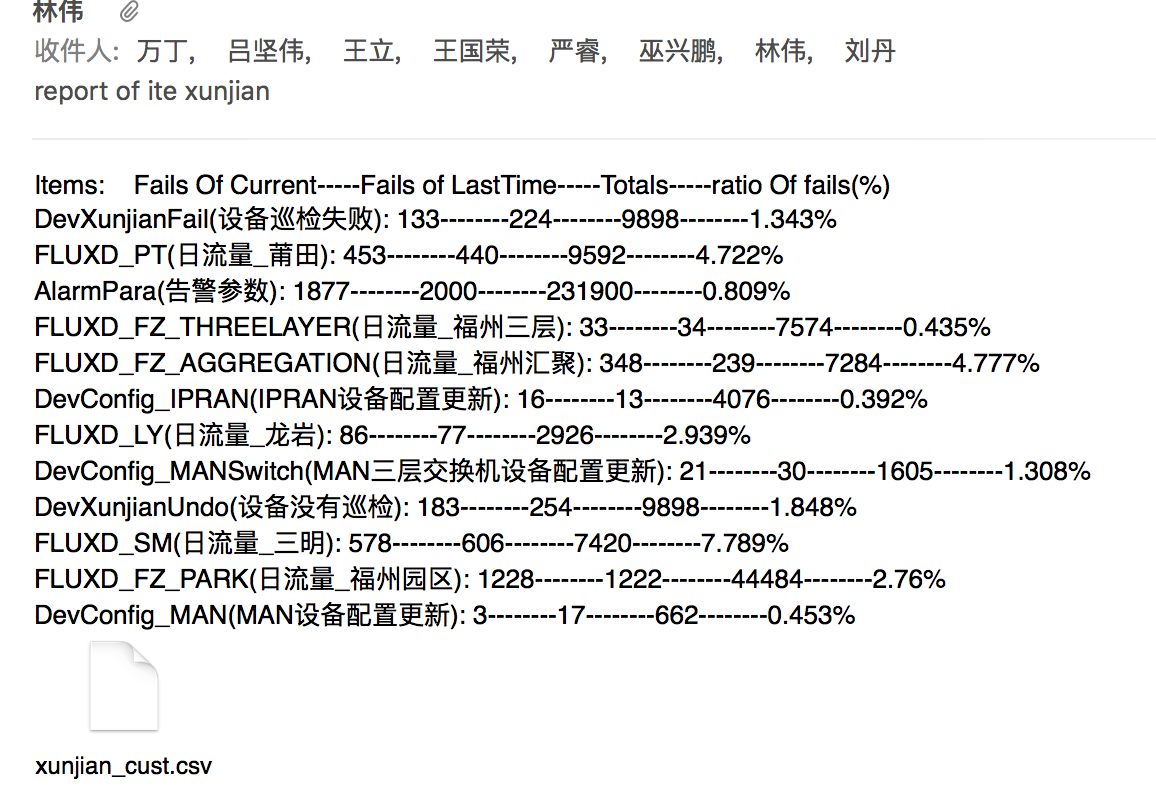 林伟
收件人: 万丁, 吕坚伟, 王立, 王国荣, 严睿, 巫兴鹏, 林伟, 刘丹
report of ite xunjian
Items: Fails Of Current-----Fails of LastTime-----Totals-----ratio Of fails(%)
DevXunjianFail(设备巡检失败): 133--------224--------9898--------1.343%
FLUXD_PT(日流量_莆田): 453--------440--------9592--------4.722%
AlarmPara(告警参数): 1877--------2000--------231900--------0.809%
FLUXD_FZ_THREELAYER(日流量_福州三层): 33--------34--------7574--------0.435%
FLUXD_FZ_AGGREGATION(日流量_福州汇聚): 348--------239--------7284--------4.777%
DevConfig_IPRAN(IPRAN设备配置更新): 16--------13--------4076--------0.392%
FLUXD_LY(日流量_龙岩): 86--------77--------2926--------2.939%
DevConfig_MANSwitch(MAN三层交换机设备配置更新): 21--------30--------1605--------1.308%
DevXunjianUndo(设备没有巡检): 183--------254--------9898--------1.848%
FLUXD_SM(日流量_三明): 578--------606--------7420--------7.789%
FLUXD_FZ_PARK(日流量_福州园区): 1228--------1222--------44484--------2.76%
DevConfig_MAN(MAN设备配置更新): 3--------17--------662--------0.453%
xunjian_cust.csv